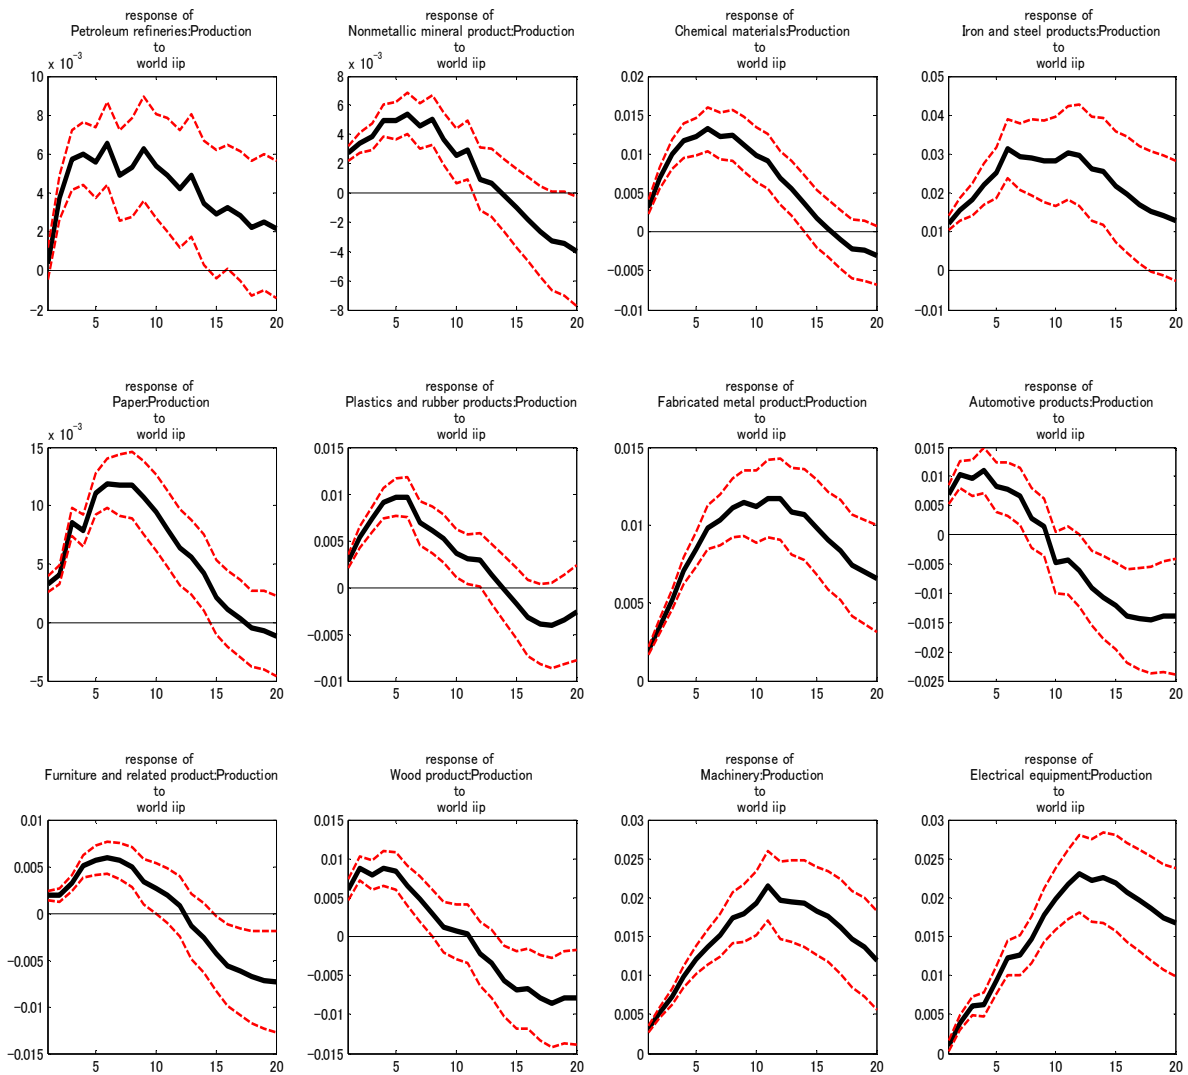 response of
Petroleum refineries:Production
to
world iip
x 10⁻³
10
8
6
4
2
0
−2
5
10
15
20
response of
Nonmetallic mineral product:Production
to
world iip
x 10⁻³
8
6
4
2
0
−2
−4
−6
−8
5
10
15
20
response of
Chemical materials:Production
to
world iip
0.02
0.015
0.01
0.005
0
−0.005
−0.01
5
10
15
20
response of
Iron and steel products:Production
to
world iip
0.05
0.04
0.03
0.02
0.01
0
−0.01
5
10
15
20
response of
Paper:Production
to
world iip
x 10⁻³
15
10
5
0
−5
5
10
15
20
response of
Plastics and rubber products:Production
to
world iip
0.015
0.01
0.005
0
−0.005
−0.01
5
10
15
20
response of
Fabricated metal product:Production
to
world iip
0.015
0.01
0.005
0
5
10
15
20
response of
Automotive products:Production
to
world iip
0.015
0.01
0.005
0
−0.005
−0.01
−0.015
−0.02
−0.025
5
10
15
20
response of
Furniture and related product:Production
to
world iip
0.01
0.005
0
−0.005
−0.01
−0.015
5
10
15
20
response of
Wood product:Production
to
world iip
0.015
0.01
0.005
0
−0.005
−0.01
−0.015
5
10
15
20
response of
Machinery:Production
to
world iip
0.03
0.025
0.02
0.015
0.01
0.005
0
5
10
15
20
response of
Electrical equipment:Production
to
world iip
0.03
0.025
0.02
0.015
0.01
0.005
0
5
10
15
20